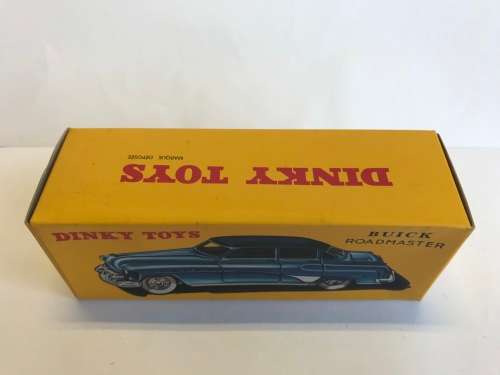 DINKY TOYS
MARQUE DÉPOSÉE
DINKY TOYS
BUICK
ROADMASTER